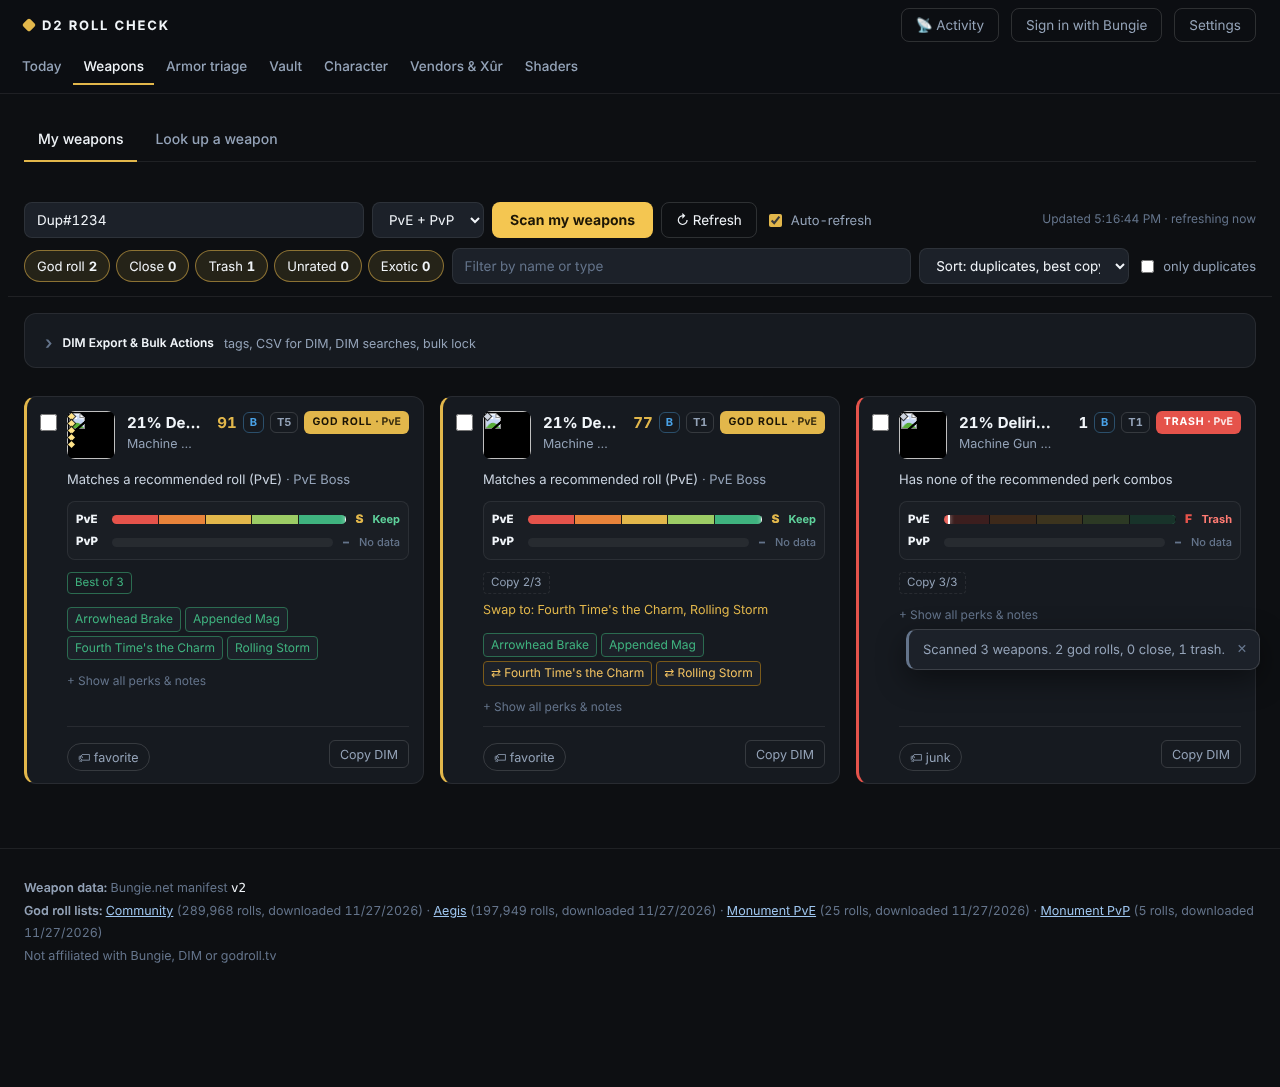 D2 ROLL CHECK
📡 Activity
Sign in with Bungie
Settings
Today
Weapons
Armor triage
Vault
Character
Vendors & Xûr
Shaders
My weapons
Look up a weapon
Dup#1234
PvE + PvP
Scan my weapons
↻ Refresh
Auto-refresh
Updated 5:16:44 PM · refreshing now
God roll 2
Close 0
Trash 1
Unrated 0
Exotic 0
Filter by name or type
Sort: duplicates, best copy
only duplicates
DIM Export & Bulk Actions tags, CSV for DIM, DIM searches, bulk lock
21% De...
91
B
T5
GOD ROLL · PvE
Machine ...
Matches a recommended roll (PvE) · PvE Boss
PvE
S
Keep
PvP
– No data
Best of 3
Arrowhead Brake
Appended Mag
Fourth Time's the Charm
Rolling Storm
+ Show all perks & notes
🏷 favorite
Copy DIM
21% De...
77
B
T1
GOD ROLL · PvE
Machine ...
Matches a recommended roll (PvE) · PvE Boss
PvE
S
Keep
PvP
– No data
Copy 2/3
Swap to: Fourth Time's the Charm, Rolling Storm
Arrowhead Brake
Appended Mag
⇄ Fourth Time's the Charm
⇄ Rolling Storm
+ Show all perks & notes
🏷 favorite
Copy DIM
21% Deliri...
1
B
T1
TRASH · PvE
Machine Gun ...
Has none of the recommended perk combos
PvE
F
Trash
PvP
– No data
Copy 3/3
+ Show all perks & notes
Scanned 3 weapons. 2 god rolls, 0 close, 1 trash. ×
🏷 junk
Copy DIM
Weapon data: Bungie.net manifest v2
God roll lists: Community (289,968 rolls, downloaded 11/27/2026) · Aegis (197,949 rolls, downloaded 11/27/2026) · Monument PvE (25 rolls, downloaded 11/27/2026) · Monument PvP (5 rolls, downloaded
11/27/2026)
Not affiliated with Bungie, DIM or godroll.tv